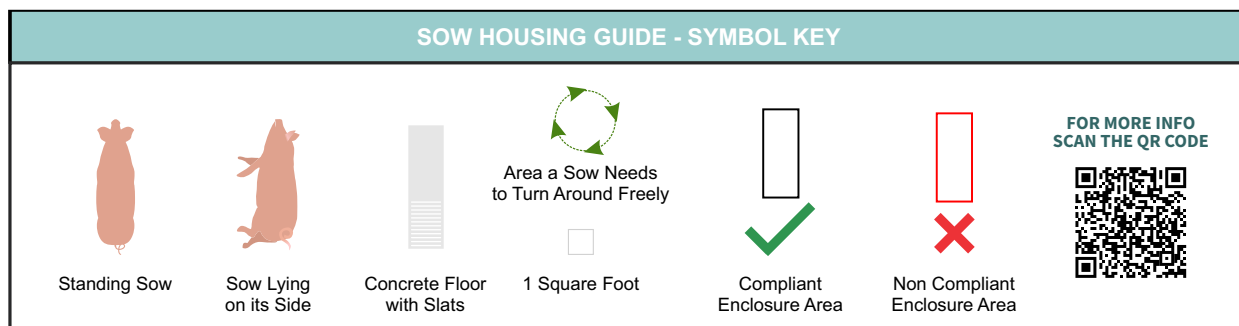 SOW HOUSING GUIDE - SYMBOL KEY
Standing Sow
Sow Lying
on its Side
Concrete Floor
with Slats
Area a Sow Needs
to Turn Around Freely
1 Square Foot
Compliant
Enclosure Area
Non Compliant
Enclosure Area
FOR MORE INFO
SCAN THE QR CODE